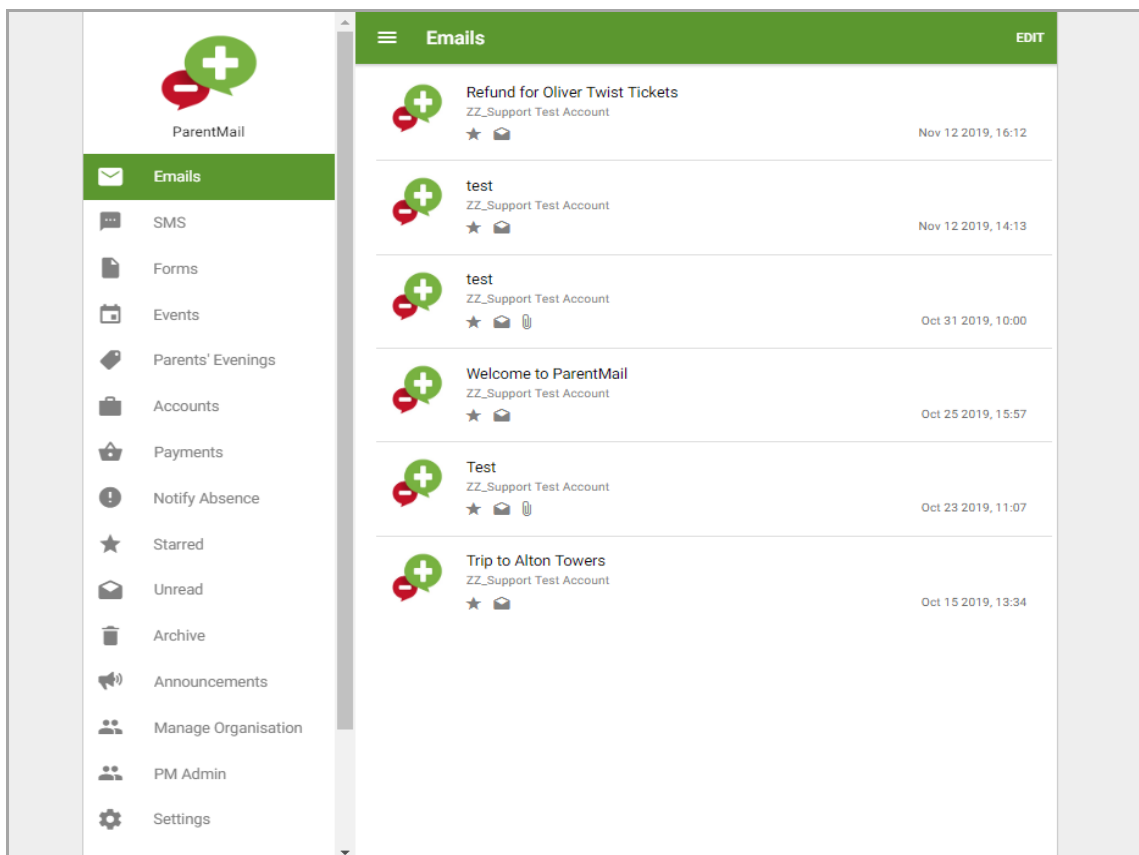 ParentMail
Emails
SMS
Forms
Events
Parents' Evenings
Accounts
Payments
Notify Absence
Starred
Unread
Archive
Announcements
Manage Organisation
PM Admin
Settings
Emails
EDIT
Refund for Oliver Twist Tickets
ZZ_Support Test Account
Nov 12 2019, 16:12
test
ZZ_Support Test Account
Nov 12 2019, 14:13
test
ZZ_Support Test Account
Oct 31 2019, 10:00
Welcome to ParentMail
ZZ_Support Test Account
Oct 25 2019, 15:57
Test
ZZ_Support Test Account
Oct 23 2019, 11:07
Trip to Alton Towers
ZZ_Support Test Account
Oct 15 2019, 13:34